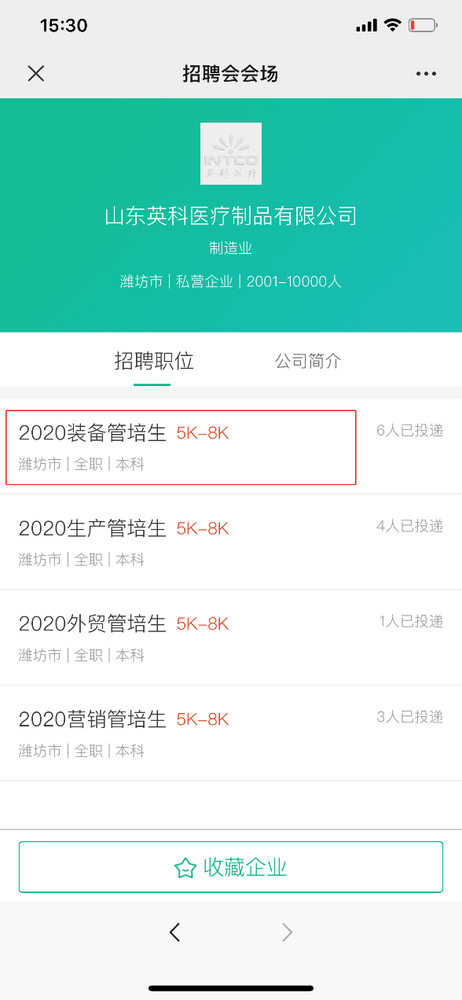 15:30
招聘会会场
INTCO
英科医疗
山东英科医疗制品有限公司
制造业
潍坊市 | 私营企业 | 2001-10000人
招聘职位 公司简介
2020装备管培生 5K-8K 6人已投递
潍坊市 | 全职 | 本科
2020生产管培生 5K-8K 4人已投递
潍坊市 | 全职 | 本科
2020外贸管培生 5K-8K 1人已投递
潍坊市 | 全职 | 本科
2020营销管培生 5K-8K 3人已投递
潍坊市 | 全职 | 本科
收藏企业